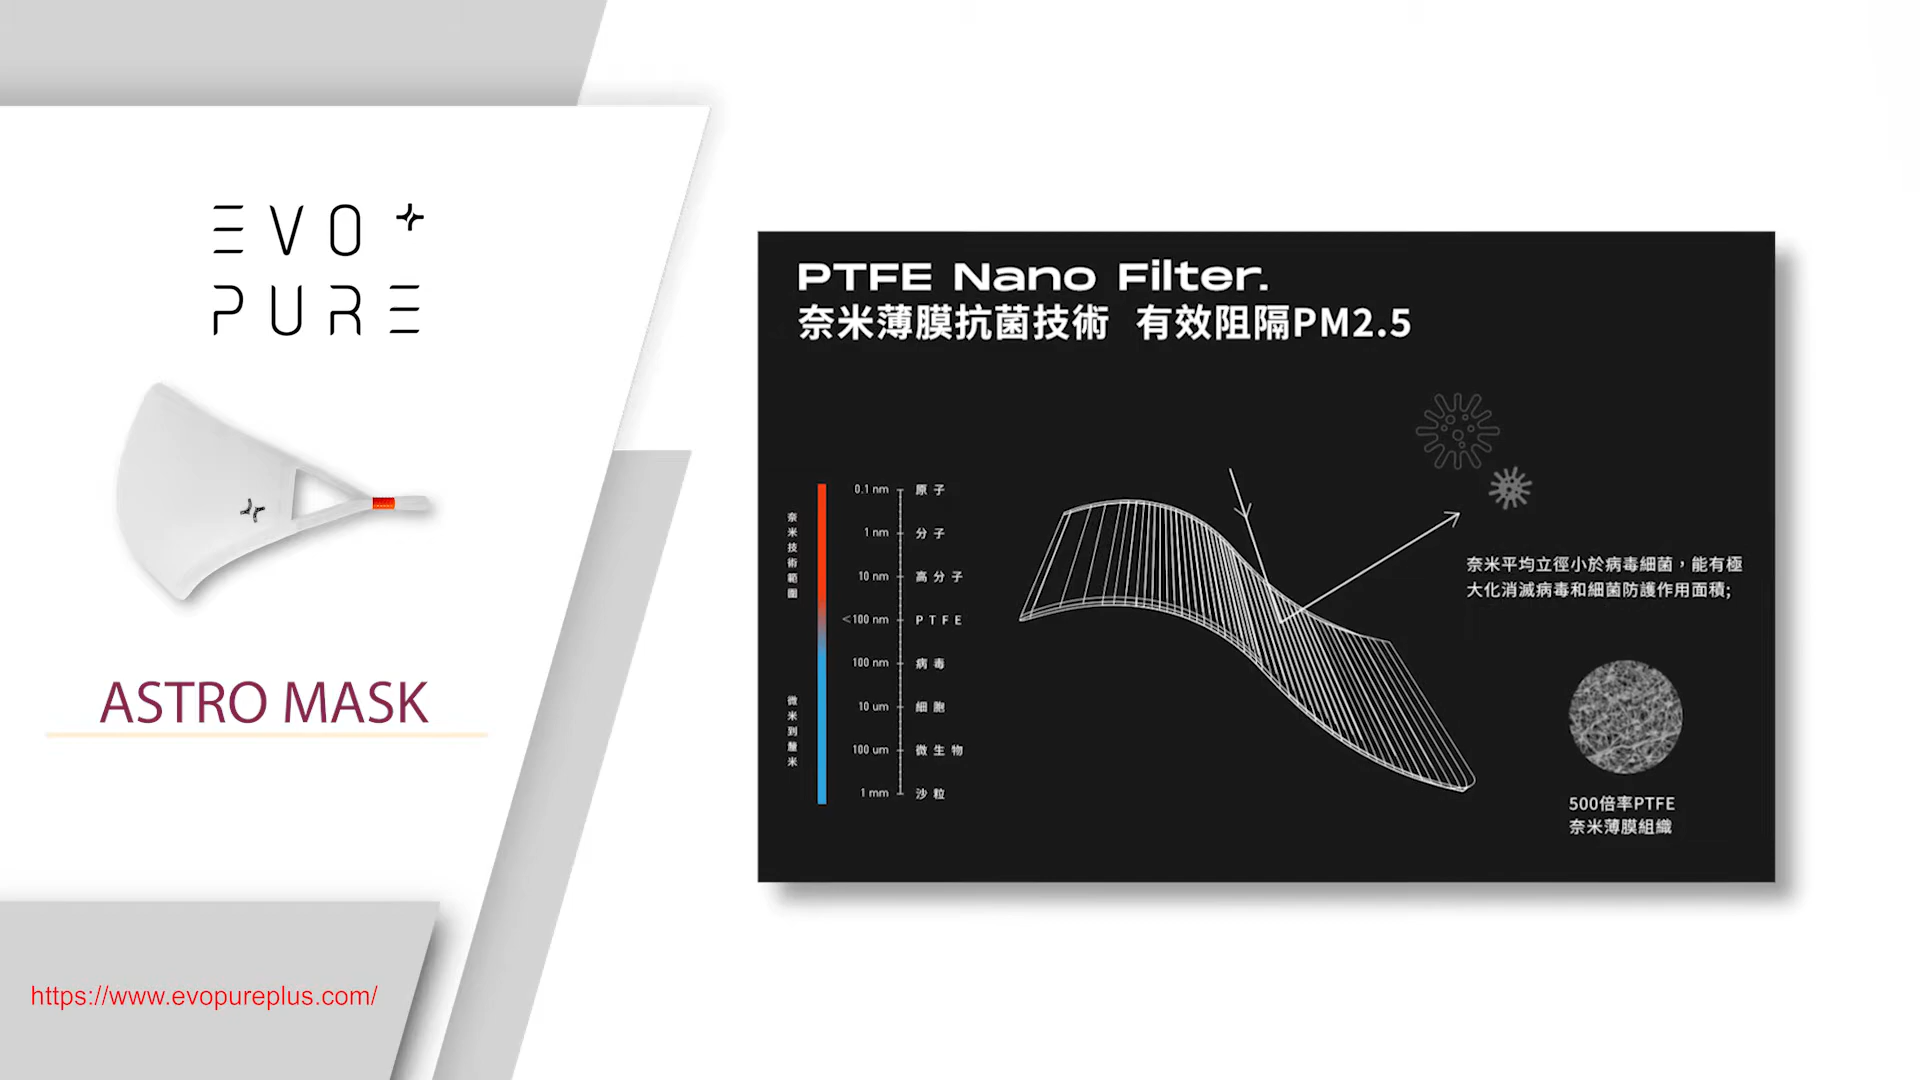 EVO+
PURE
ASTRO MASK
https://www.evopureplus.com/
PTFE Nano Filter.
奈米薄膜抗菌技術 有效阻隔PM2.5
奈米技術範圍
微米到釐米
0.1 nm 原子
1 nm 分子
10 nm 高分子
<100 nm PTFE
100 nm 病毒
10 um 細胞
100 um 微生物
1 mm 沙粒
奈米平均立徑小於病毒細菌，能有極
大化消滅病毒和細菌防護作用面積;
500倍率PTFE
奈米薄膜組織